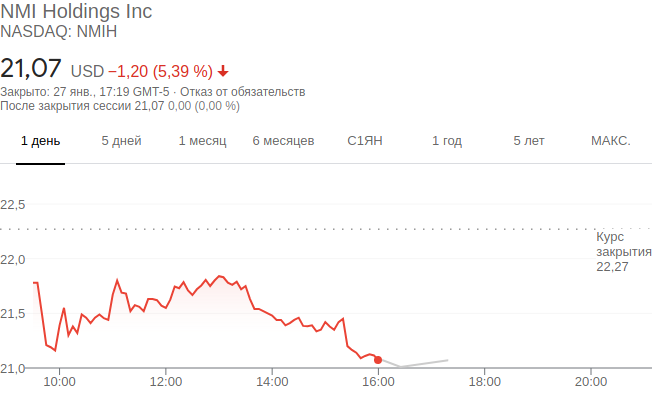 NMI Holdings Inc
NASDAQ: NMIH
21,07 USD −1,20 (5,39 %)
Закрыто: 27 янв., 17:19 GMT-5 · Отказ от обязательств
После закрытия сессии 21,07 0,00 (0,00 %)
1 день 5 дней 1 месяц 6 месяцев С1ЯН 1 год 5 лет МАКС.
22,5
Курс
закрытия
22,27
22,0
21,5
21,0
10:00 12:00 14:00 16:00 18:00 20:00